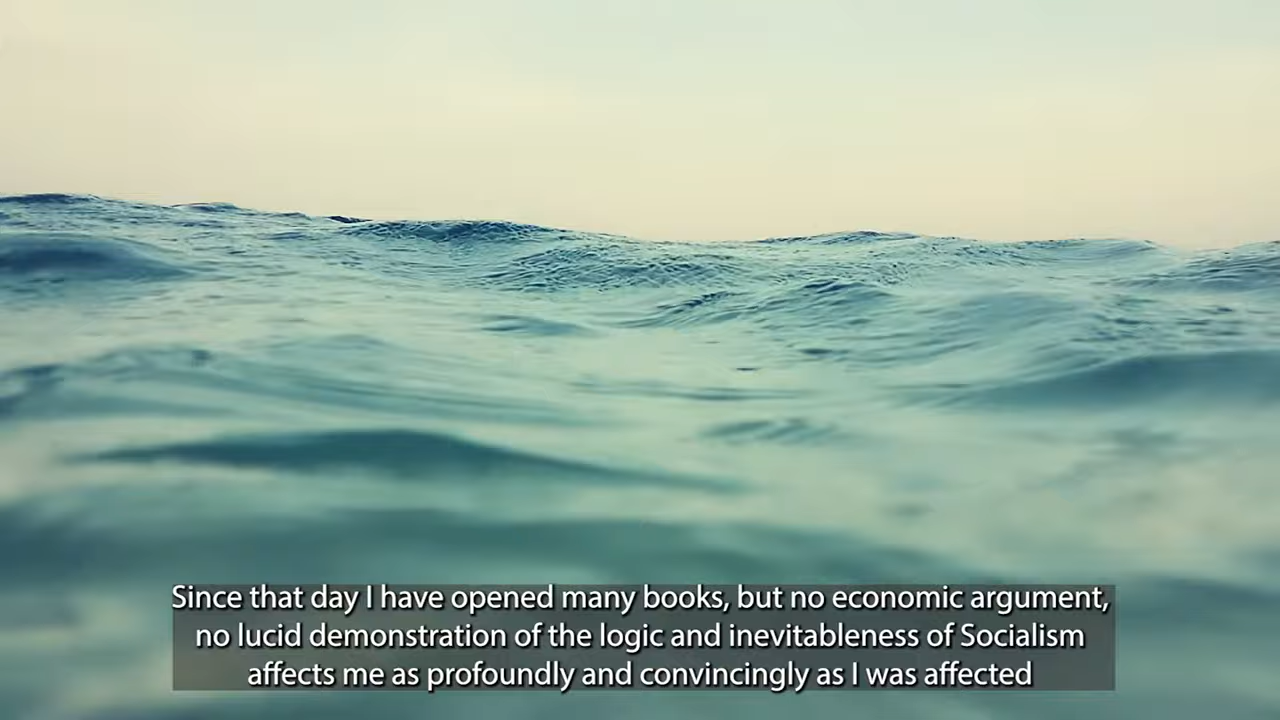 Since that day I have opened many books, but no economic argument,
no lucid demonstration of the logic and inevitableness of Socialism
affects me as profoundly and convincingly as I was affected